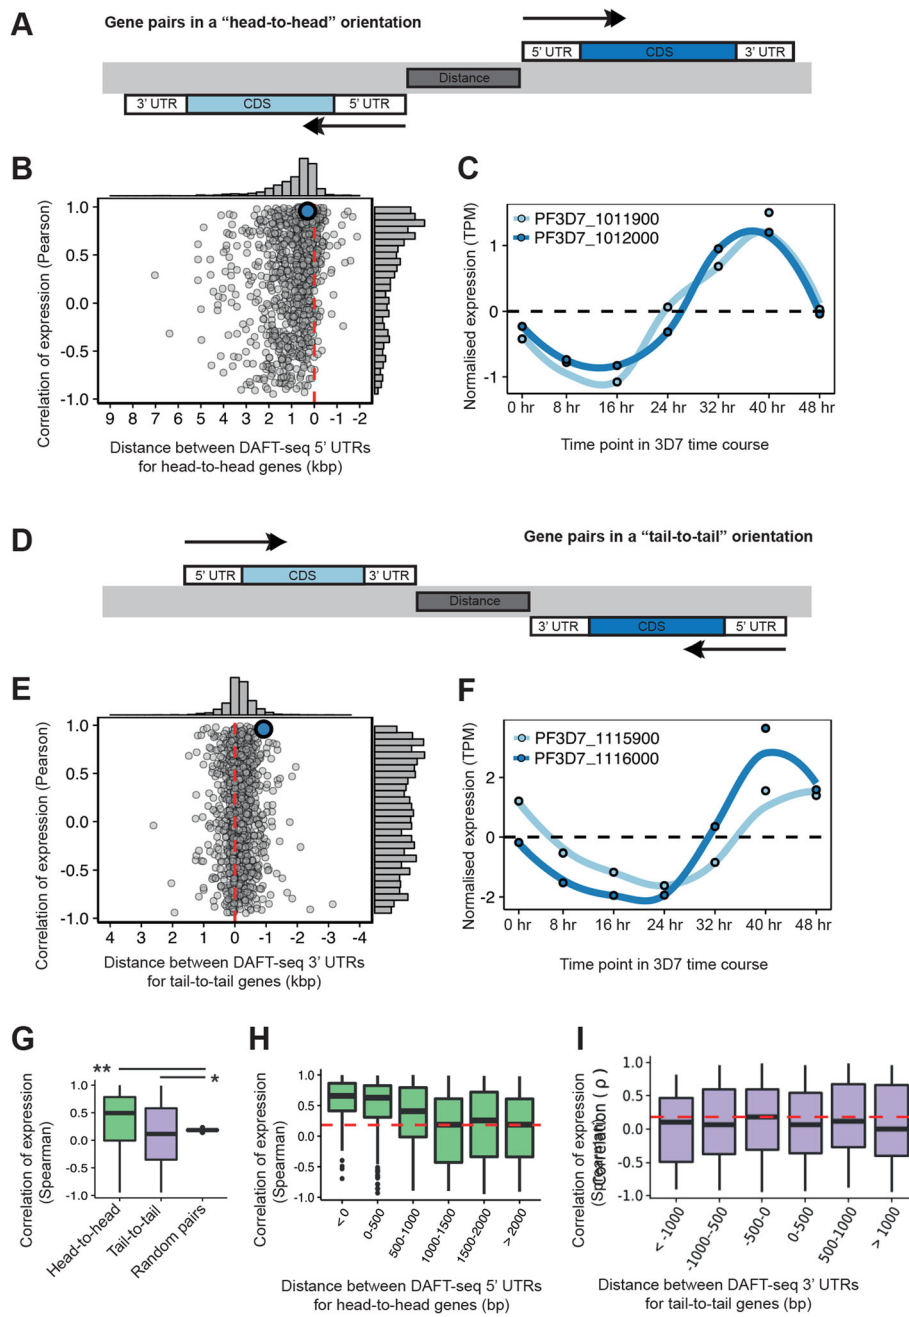 A
Gene pairs in a “head-to-head” orientation
5’ UTR CDS 3’ UTR
Distance
3’ UTR CDS 5’ UTR
B
Correlation of expression (Pearson)
1.0
0.5
0.0
-0.5
-1.0
9 8 7 6 5 4 3 2 1 0 -1 -2
Distance between DAFT-seq 5’ UTRs
for head-to-head genes (kbp)
C
Normalised expression (TPM)
PF3D7_1011900
PF3D7_1012000
1
0
-1
0 hr 8 hr 16 hr 24 hr 32 hr 40 hr 48 hr
Time point in 3D7 time course
D
Gene pairs in a “tail-to-tail” orientation
5’ UTR CDS 3’ UTR
Distance
3’ UTR CDS 5’ UTR
E
Correlation of expression (Pearson)
1.0
0.5
0.0
-0.5
-1.0
4 3 2 1 0 -1 -2 -3 -4
Distance between DAFT-seq 3’ UTRs
for tail-to-tail genes (kbp)
F
Normalised expression (TPM)
PF3D7_1115900
PF3D7_1116000
2
0
-2
0 hr 8 hr 16 hr 24 hr 32 hr 40 hr 48 hr
Time point in 3D7 time course
G
Correlation of expression
(Spearman)
** *
1.0
0.5
0.0
-0.5
-1.0
Head-to-head
Tail-to-tail
Random pairs
H
Correlation of expression
(Spearman)
1.0
0.5
0.0
-0.5
-1.0
< 0
0-500
500-1000
1000-1500
1500-2000
> 2000
Distance between DAFT-seq 5’ UTRs
for head-to-head genes (bp)
I
Correlation of expression
(Spearman)
Correlation ( ρ )
1.0
0.5
0.0
-0.5
-1.0
< -1000
-1000--500
-500-0
0-500
500-1000
> 1000
Distance between DAFT-seq 3’ UTRs
for tail-to-tail genes (bp)